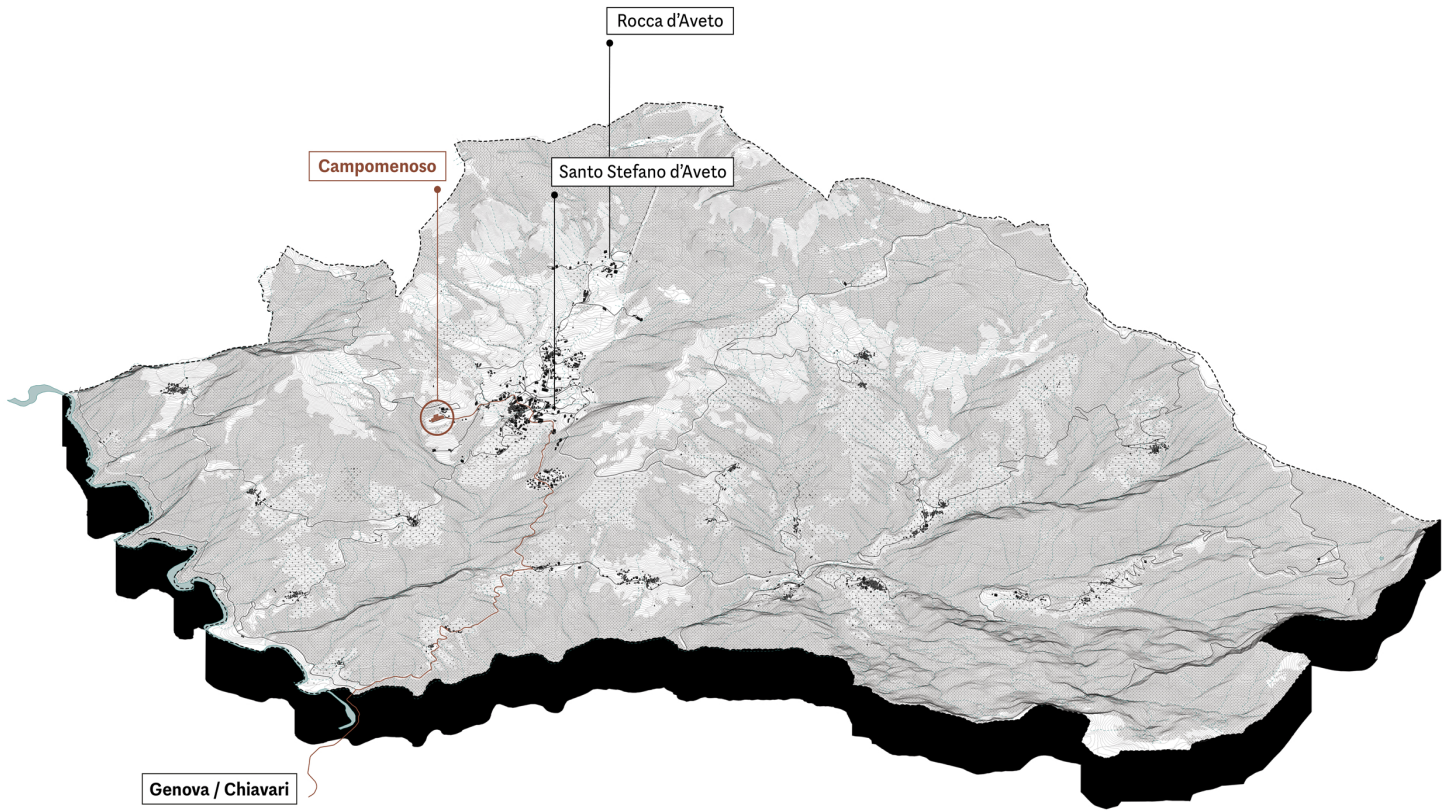 Rocca d’Aveto
Campomenoso
Santo Stefano d’Aveto
Genova / Chiavari